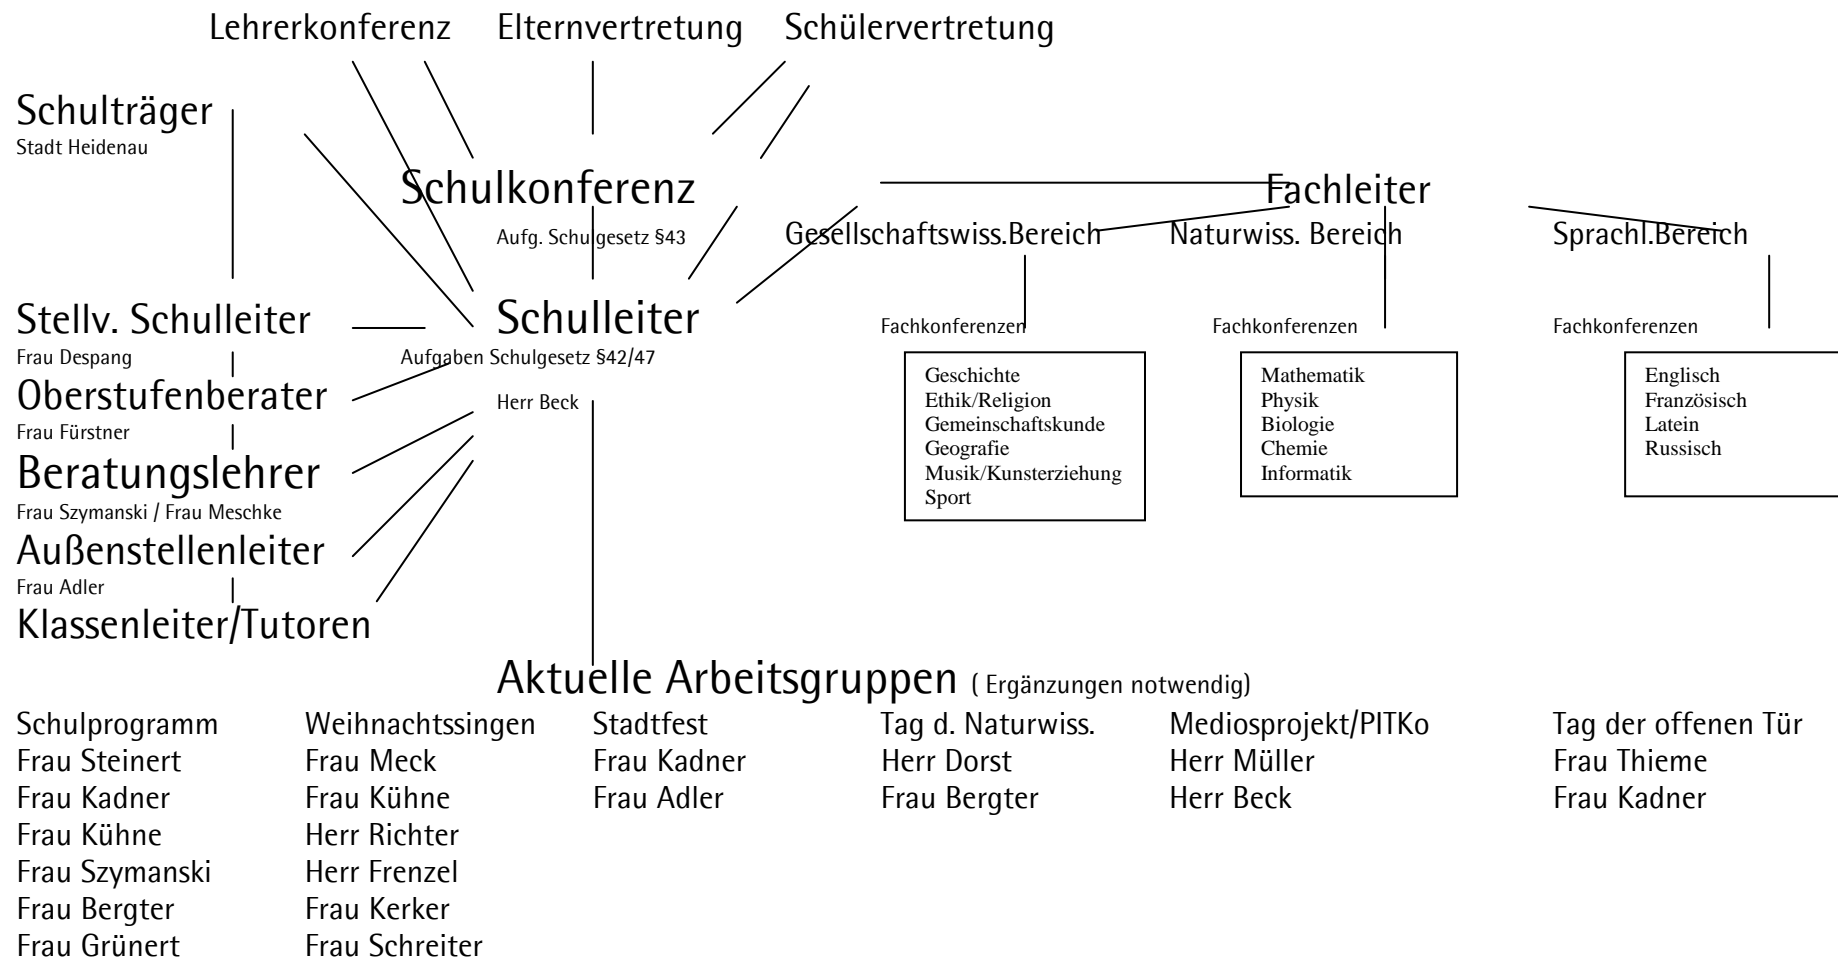 Lehrerkonferenz Elternvertretung Schülervertretung
Schulträger
Stadt Heidenau
Schulkonferenz Fachleiter
Aufg. Schulgesetz §43 Gesellschaftswiss.Bereich Naturwiss. Bereich Sprachl.Bereich
Stellv. Schulleiter Schulleiter Fachkonferenzen Fachkonferenzen Fachkonferenzen
Frau Despang Aufgaben Schulgesetz §42/47
Geschichte Mathematik Englisch
Oberstufenberater Herr Beck Ethik/Religion Physik Französisch
Frau Fürstner Gemeinschaftskunde Biologie Latein
Geografie Chemie Russisch
Beratungslehrer Musik/Kunsterziehung Informatik
Sport
Frau Szymanski / Frau Meschke
Außenstellenleiter
Frau Adler
Klassenleiter/Tutoren
Aktuelle Arbeitsgruppen ( Ergänzungen notwendig)
Schulprogramm Weihnachtssingen Stadtfest Tag d. Naturwiss. Mediosprojekt/PITKo Tag der offenen Tür
Frau Steinert Frau Meck Frau Kadner Herr Dorst Herr Müller Frau Thieme
Frau Kadner Frau Kühne Frau Adler Frau Bergter Herr Beck Frau Kadner
Frau Kühne Herr Richter
Frau Szymanski Herr Frenzel
Frau Bergter Frau Kerker
Frau Grünert Frau Schreiter